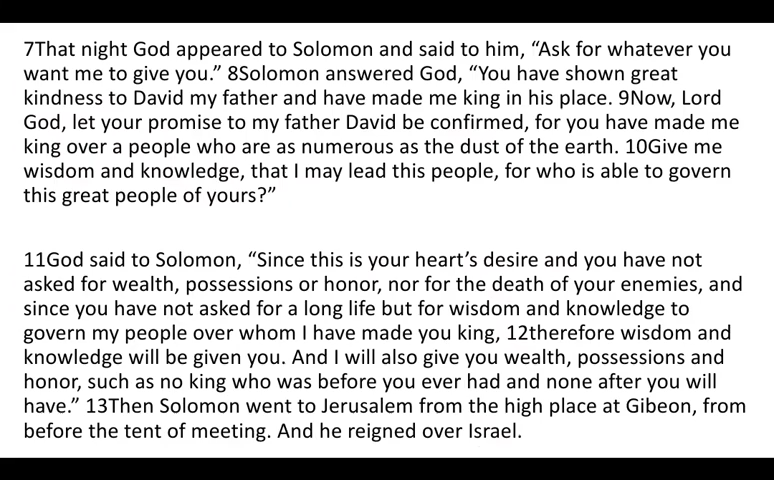 7That night God appeared to Solomon and said to him, “Ask for whatever you
want me to give you.” 8Solomon answered God, “You have shown great
kindness to David my father and have made me king in his place. 9Now, Lord
God, let your promise to my father David be confirmed, for you have made me
king over a people who are as numerous as the dust of the earth. 10Give me
wisdom and knowledge, that I may lead this people, for who is able to govern
this great people of yours?”
11God said to Solomon, “Since this is your heart’s desire and you have not
asked for wealth, possessions or honor, nor for the death of your enemies, and
since you have not asked for a long life but for wisdom and knowledge to
govern my people over whom I have made you king, 12therefore wisdom and
knowledge will be given you. And I will also give you wealth, possessions and
honor, such as no king who was before you ever had and none after you will
have.” 13Then Solomon went to Jerusalem from the high place at Gibeon, from
before the tent of meeting. And he reigned over Israel.